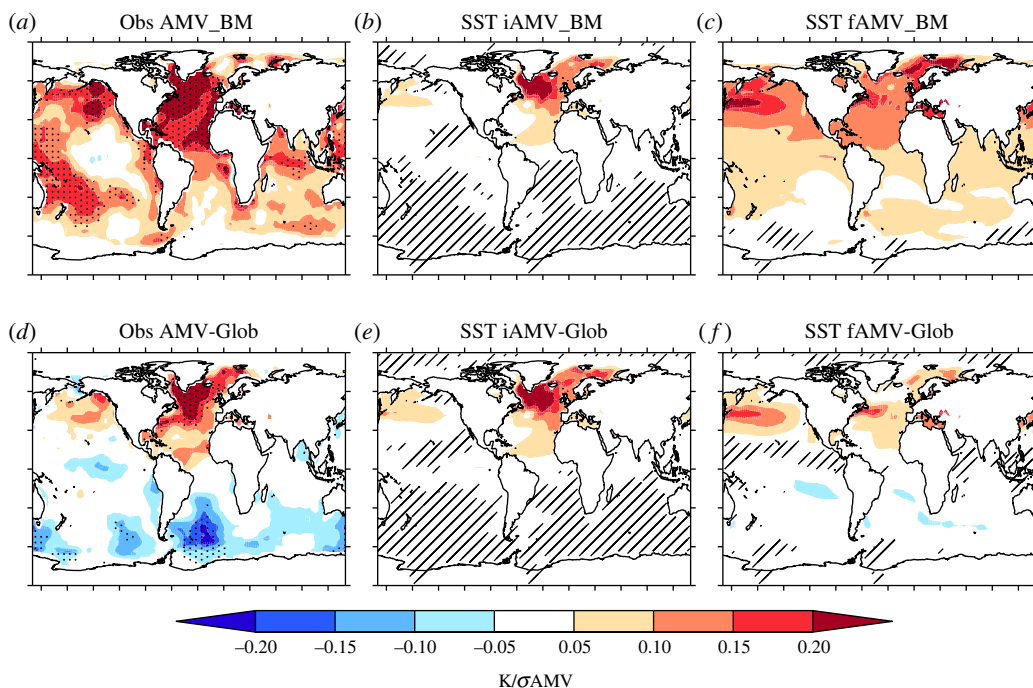 (a) Obs AMV_BM
(b) SST iAMV_BM
(c) SST fAMV_BM
(d) Obs AMV-Glob
(e) SST iAMV-Glob
(f) SST fAMV-Glob
–0.20 –0.15 –0.10 –0.05 0.05 0.10 0.15 0.20
K/σAMV